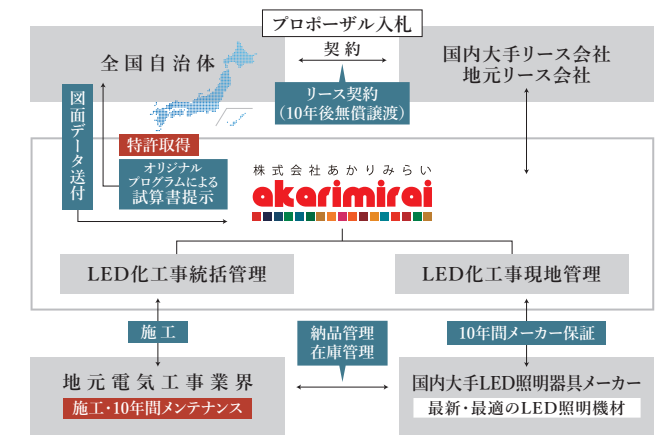 プロポーザル入札
全国自治体
契約
国内大手リース会社
地元リース会社
リース契約
(10年後無償譲渡)
図面データ送付
特許取得
オリジナル
プログラムによる
試算書提示
株式会社あかりみらい
akarimirai
LED化工事統括管理
LED化工事現地管理
施工
納品管理
在庫管理
10年間メーカー保証
地元電気工事業界
施工・10年間メンテナンス
国内大手LED照明器具メーカー
最新・最適のLED照明機材